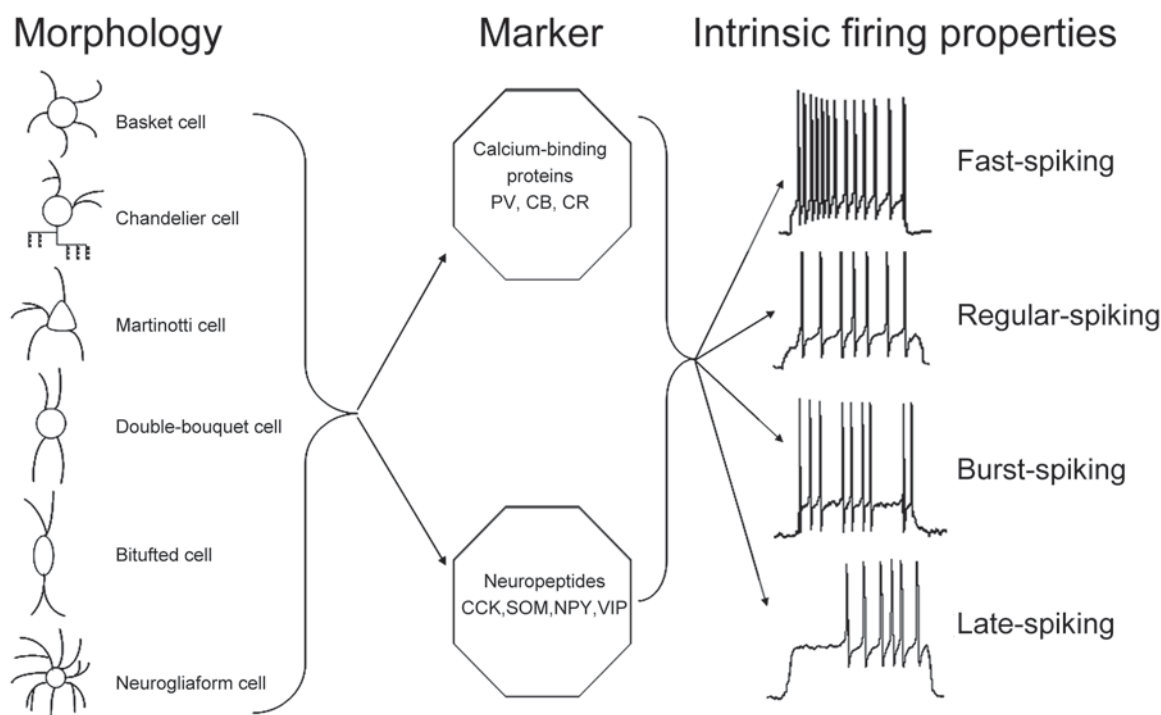 Morphology
Basket cell
Chandelier cell
Martinotti cell
Double-bouquet cell
Bitufted cell
Neurogliaform cell
Marker
Calcium-binding
proteins
PV, CB, CR
Neuropeptides
CCK,SOM,NPY,VIP
Intrinsic firing properties
Fast-spiking
Regular-spiking
Burst-spiking
Late-spiking